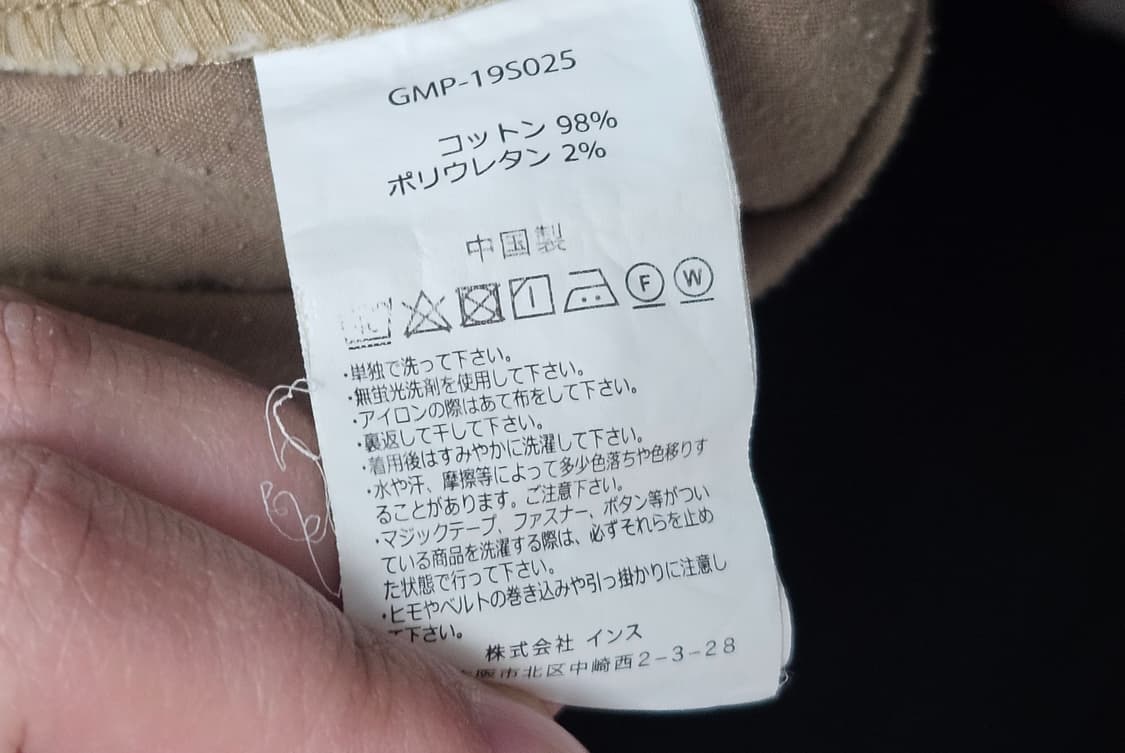 GMP-19S025
コットン 98%
ポリウレタン 2%
中国製
F W
・単独で洗って下さい。
・無蛍光洗剤を使用して下さい。
・アイロンの際はあて布をして下さい。
・裏返して干して下さい。
・着用後はすみやかに洗濯して下さい。
・水や汗、摩擦等によって多少色落ちや色移りす
ることがあります。ご注意下さい。
・マジックテープ、ファスナー、ボタン等がつい
ている商品を洗濯する際は、必ずそれらを止め
た状態で行って下さい。
・ヒモやベルトの巻き込みや引っ掛かりに注意し
て下さい。
株式会社 インス
市北区中崎西2-3-28